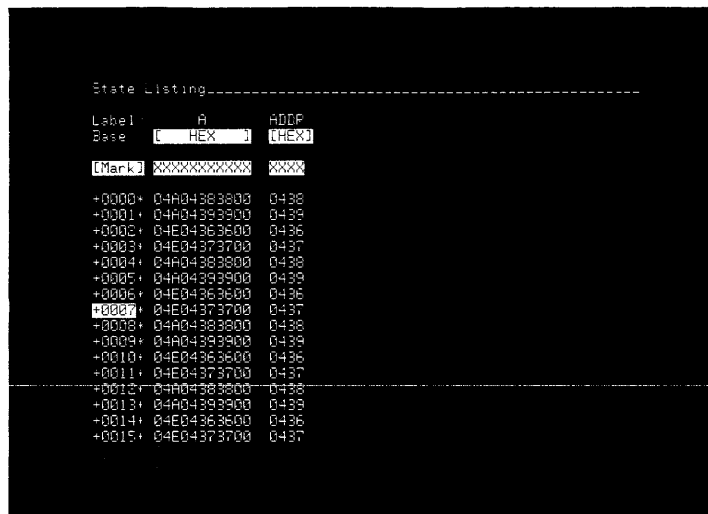 State Listing
Label A ADDR
Base [ HEX ] [HEX]
[Mark] XXXXXXXXXXX XXXX
+0000+ 04A04383800 0438
+0001+ 04A04393900 0439
+0002+ 04E04363600 0436
+0003+ 04E04373700 0437
+0004+ 04A04383800 0438
+0005+ 04A04393900 0439
+0006+ 04E04363600 0436
+0007+ 04E04373700 0437
+0008+ 04A04383800 0438
+0009+ 04A04393900 0439
+0010+ 04E04363600 0436
+0011+ 04E04373700 0437
+0012+ 04A04383800 0438
+0013+ 04A04393900 0439
+0014+ 04E04363600 0436
+0015+ 04E04373700 0437